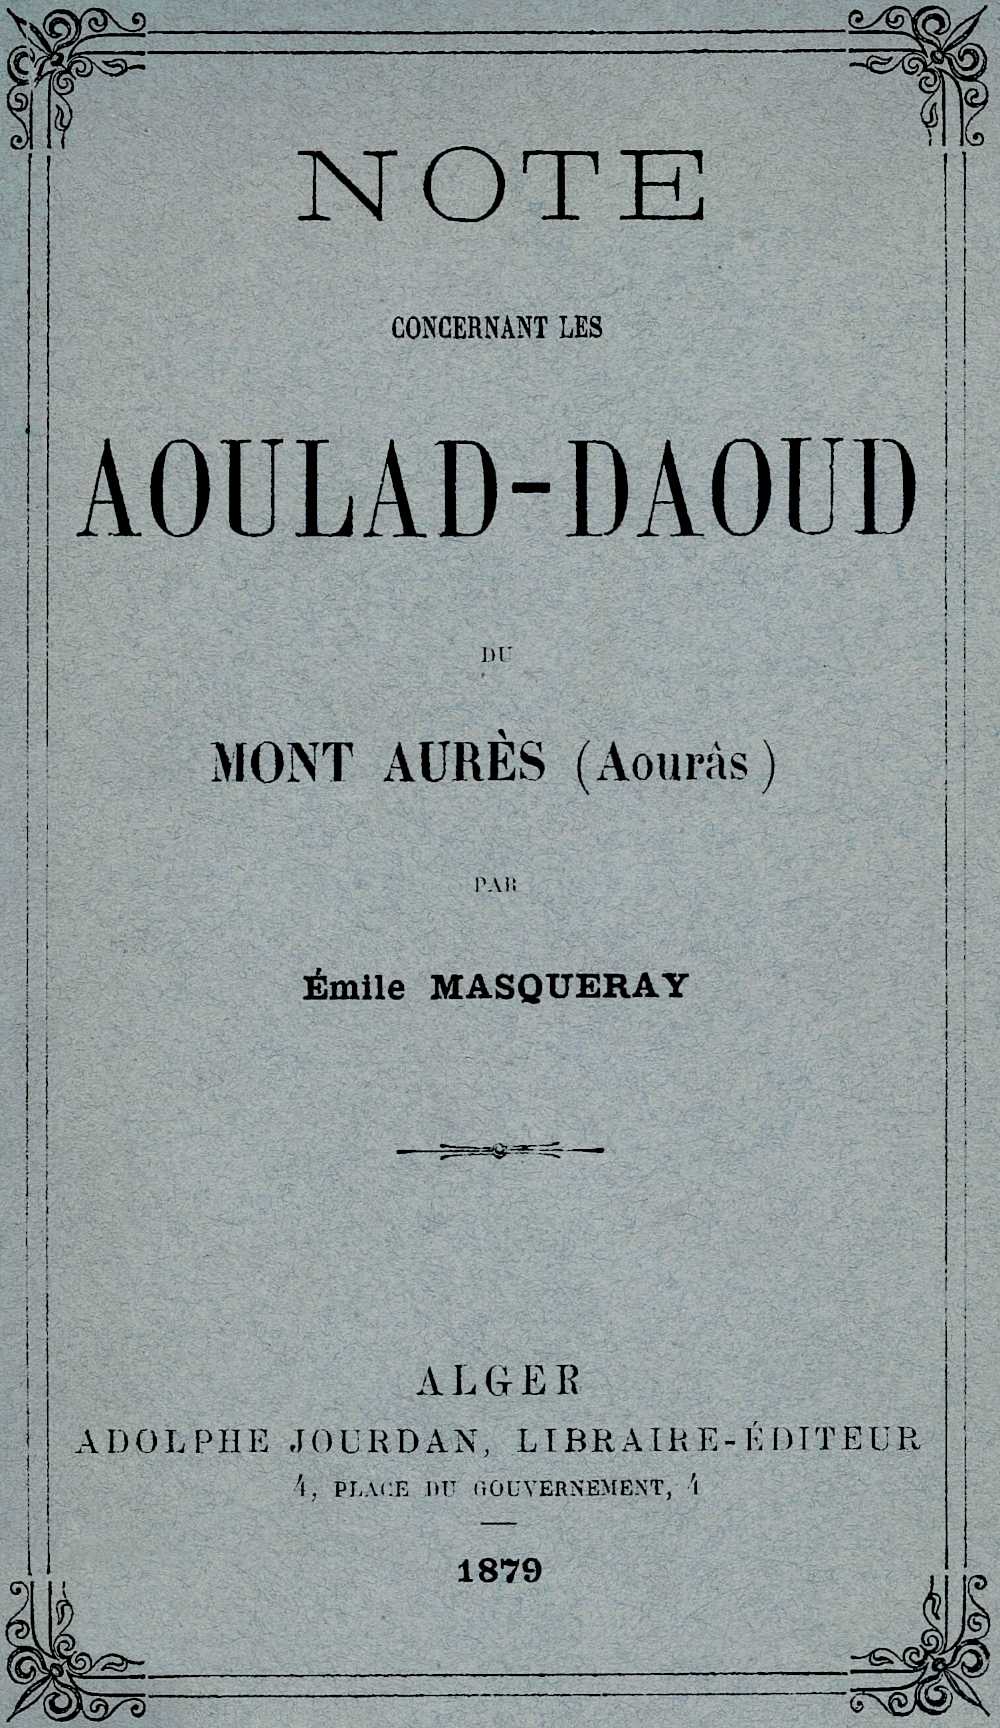 NOTE
CONCERNANT LES
AOULAD-DAOUD
DU
MONT AURÈS (Aourâs)
PAR
Émile MASQUERAY
ALGER
ADOLPHE JOURDAN, LIBRAIRE-ÉDITEUR
4, PLACE DU GOUVERNEMENT, 4
1879